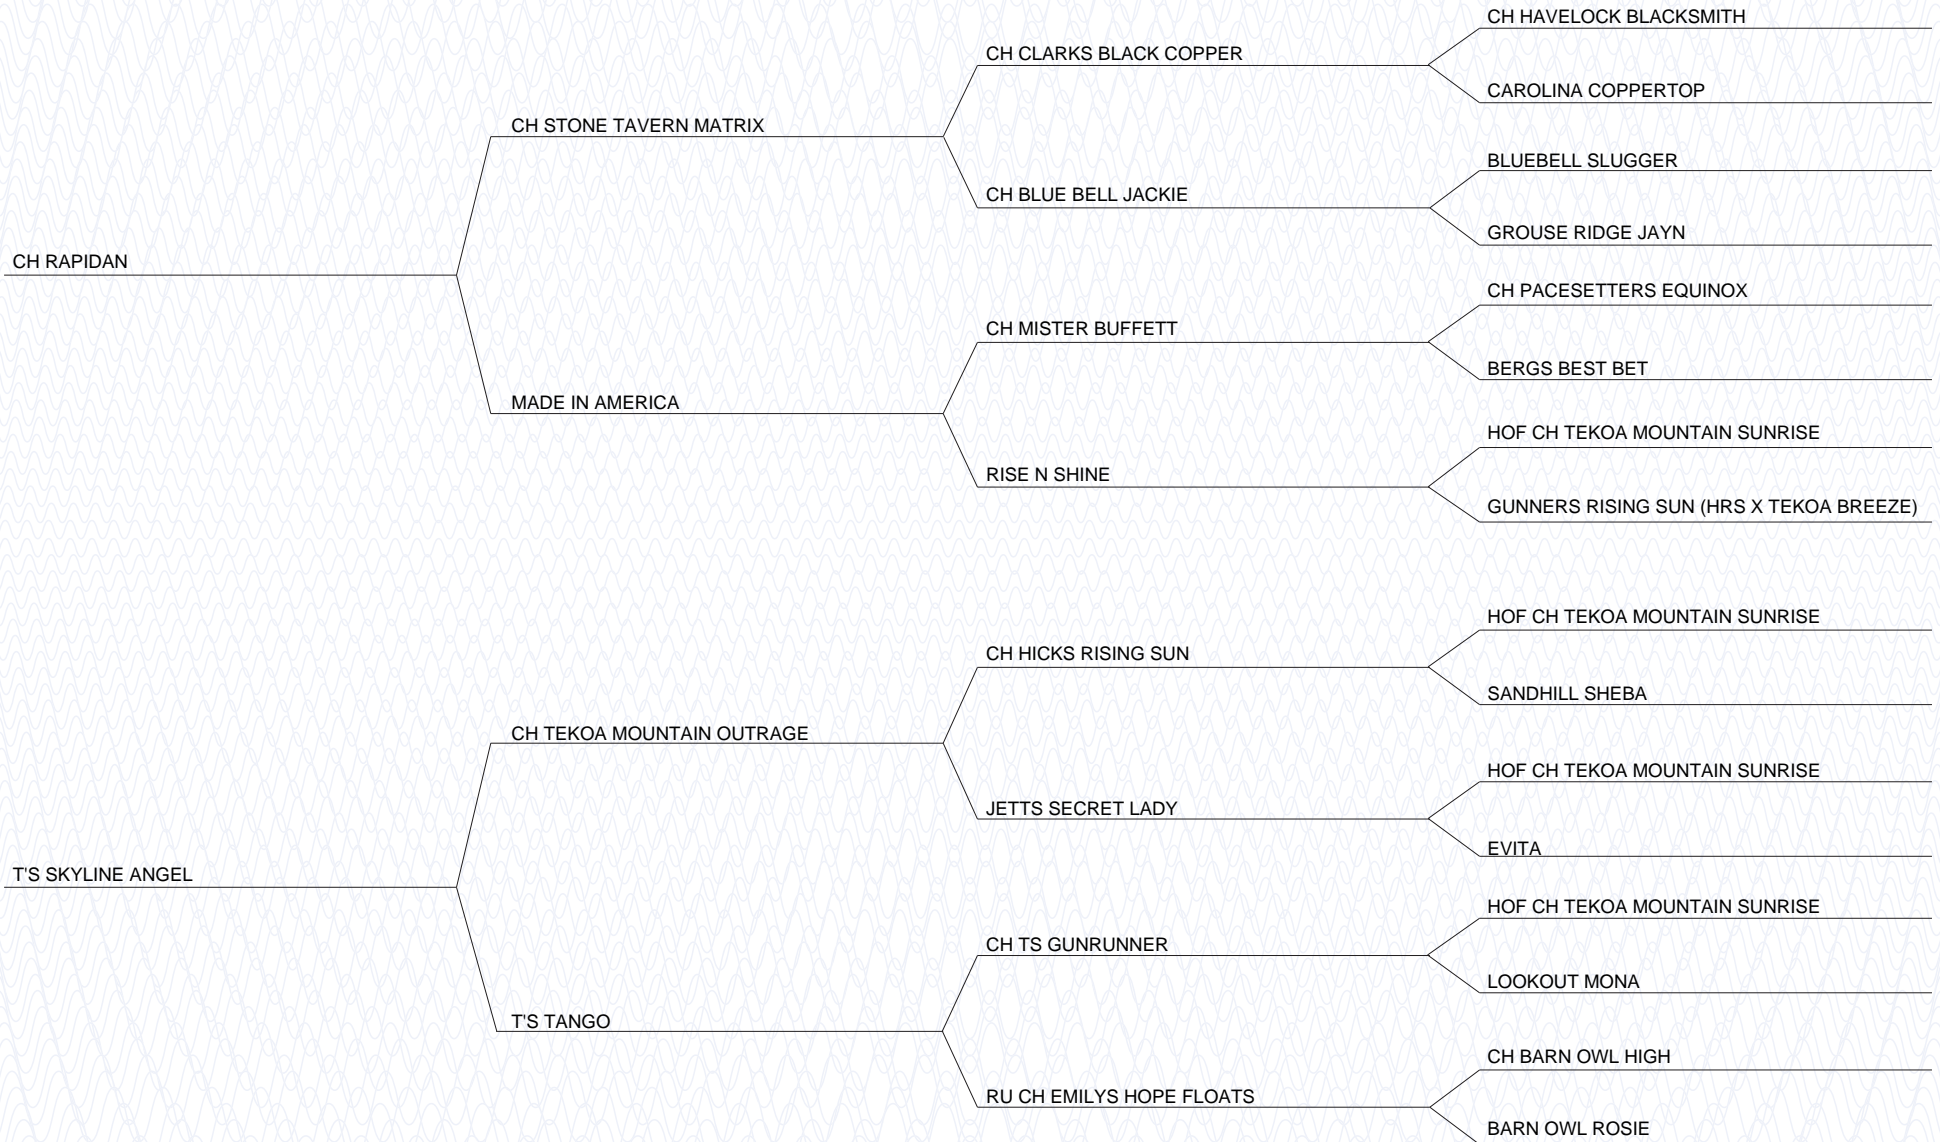 CH HAVELOCK BLACKSMITH
CH CLARKS BLACK COPPER
CAROLINA COPPERTOP
CH STONE TAVERN MATRIX
BLUEBELL SLUGGER
CH BLUE BELL JACKIE
GROUSE RIDGE JAYN
CH RAPIDAN
CH PACESETTERS EQUINOX
CH MISTER BUFFETT
BERGS BEST BET
MADE IN AMERICA
HOF CH TEKOA MOUNTAIN SUNRISE
RISE N SHINE
GUNNERS RISING SUN (HRS X TEKOA BREEZE)
HOF CH TEKOA MOUNTAIN SUNRISE
CH HICKS RISING SUN
SANDHILL SHEBA
CH TEKOA MOUNTAIN OUTRAGE
HOF CH TEKOA MOUNTAIN SUNRISE
JETTS SECRET LADY
EVITA
T'S SKYLINE ANGEL
HOF CH TEKOA MOUNTAIN SUNRISE
CH TS GUNRUNNER
LOOKOUT MONA
T'S TANGO
CH BARN OWL HIGH
RU CH EMILYS HOPE FLOATS
BARN OWL ROSIE